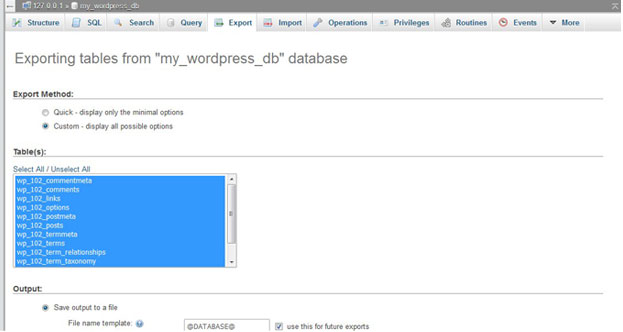 127.0.0.1 » my_wordpress_db
Structure SQL Search Query Export Import Operations Privileges Routines Events More
Exporting tables from "my_wordpress_db" database
Export Method:
Quick - display only the minimal options
Custom - display all possible options
Table(s):
Select All / Unselect All
wp_102_commentmeta
wp_102_comments
wp_102_links
wp_102_options
wp_102_postmeta
wp_102_posts
wp_102_termmeta
wp_102_terms
wp_102_term_relationships
wp_102_term_taxonomy
Output:
Save output to a file
File name template: @DATABASE@ use this for future exports